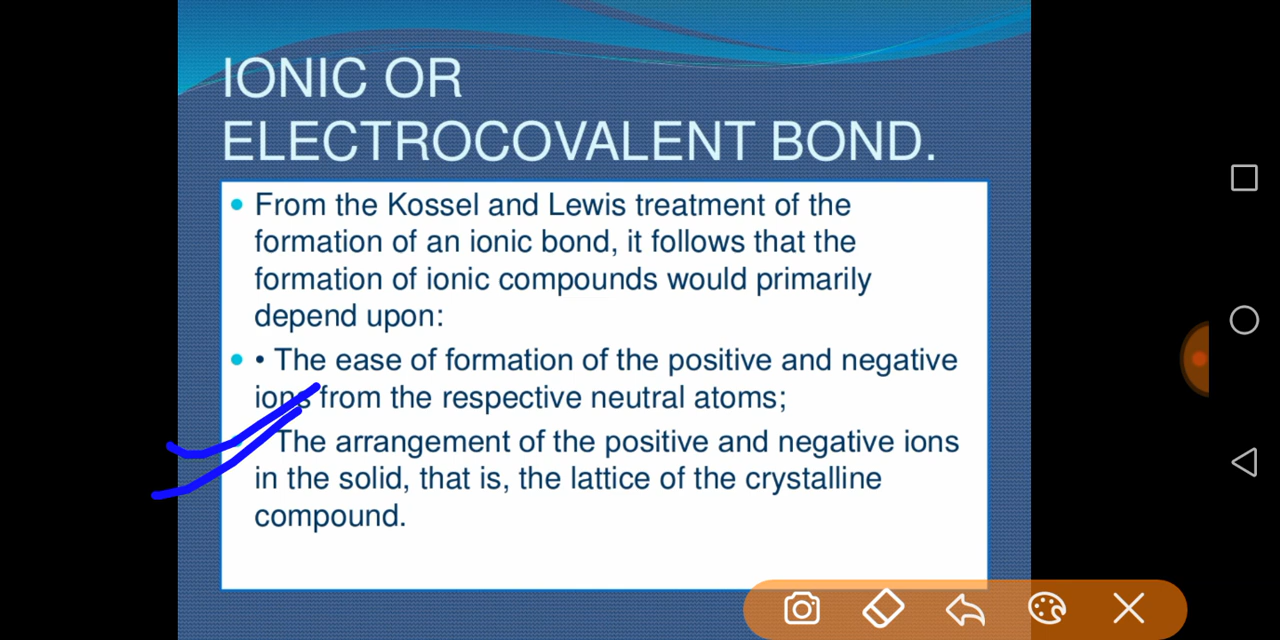 IONIC OR
ELECTROCOVALENT BOND.
• From the Kossel and Lewis treatment of the
formation of an ionic bond, it follows that the
formation of ionic compounds would primarily
depend upon:
• • The ease of formation of the positive and negative
ions from the respective neutral atoms;
The arrangement of the positive and negative ions
in the solid, that is, the lattice of the crystalline
compound.